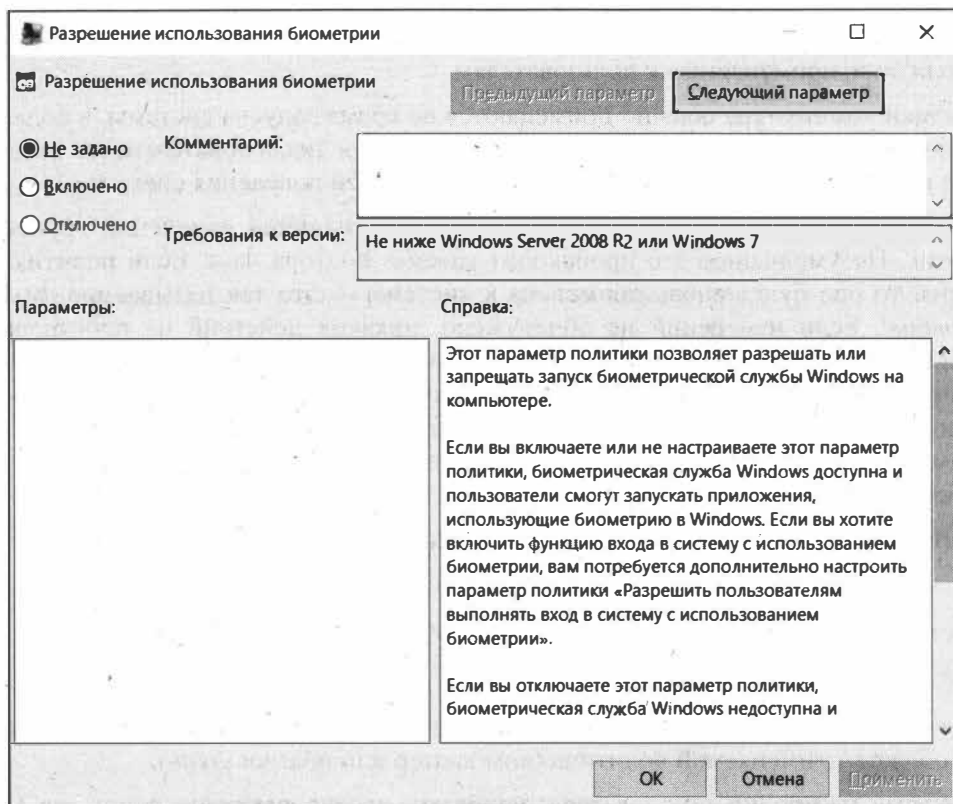 Разрешение использования биометрии
Разрешение использования биометрии
Предыдущий параметр
Следующий параметр
Не задано
Включено
Отключено
Комментарий:
Требования к версии:
Не ниже Windows Server 2008 R2 или Windows 7
Параметры:
Справка:
Этот параметр политики позволяет разрешать или
запрещать запуск биометрической службы Windows на
компьютере.
Если вы включаете или не настраиваете этот параметр
политики, биометрическая служба Windows доступна и
пользователи смогут запускать приложения,
использующие биометрию в Windows. Если вы хотите
включить функцию входа в систему с использованием
биометрии, вам потребуется дополнительно настроить
параметр политики «Разрешить пользователям
выполнять вход в систему с использованием
биометрии».
Если вы отключаете этот параметр политики,
биометрическая служба Windows недоступна и
ОК
Отмена
Применить